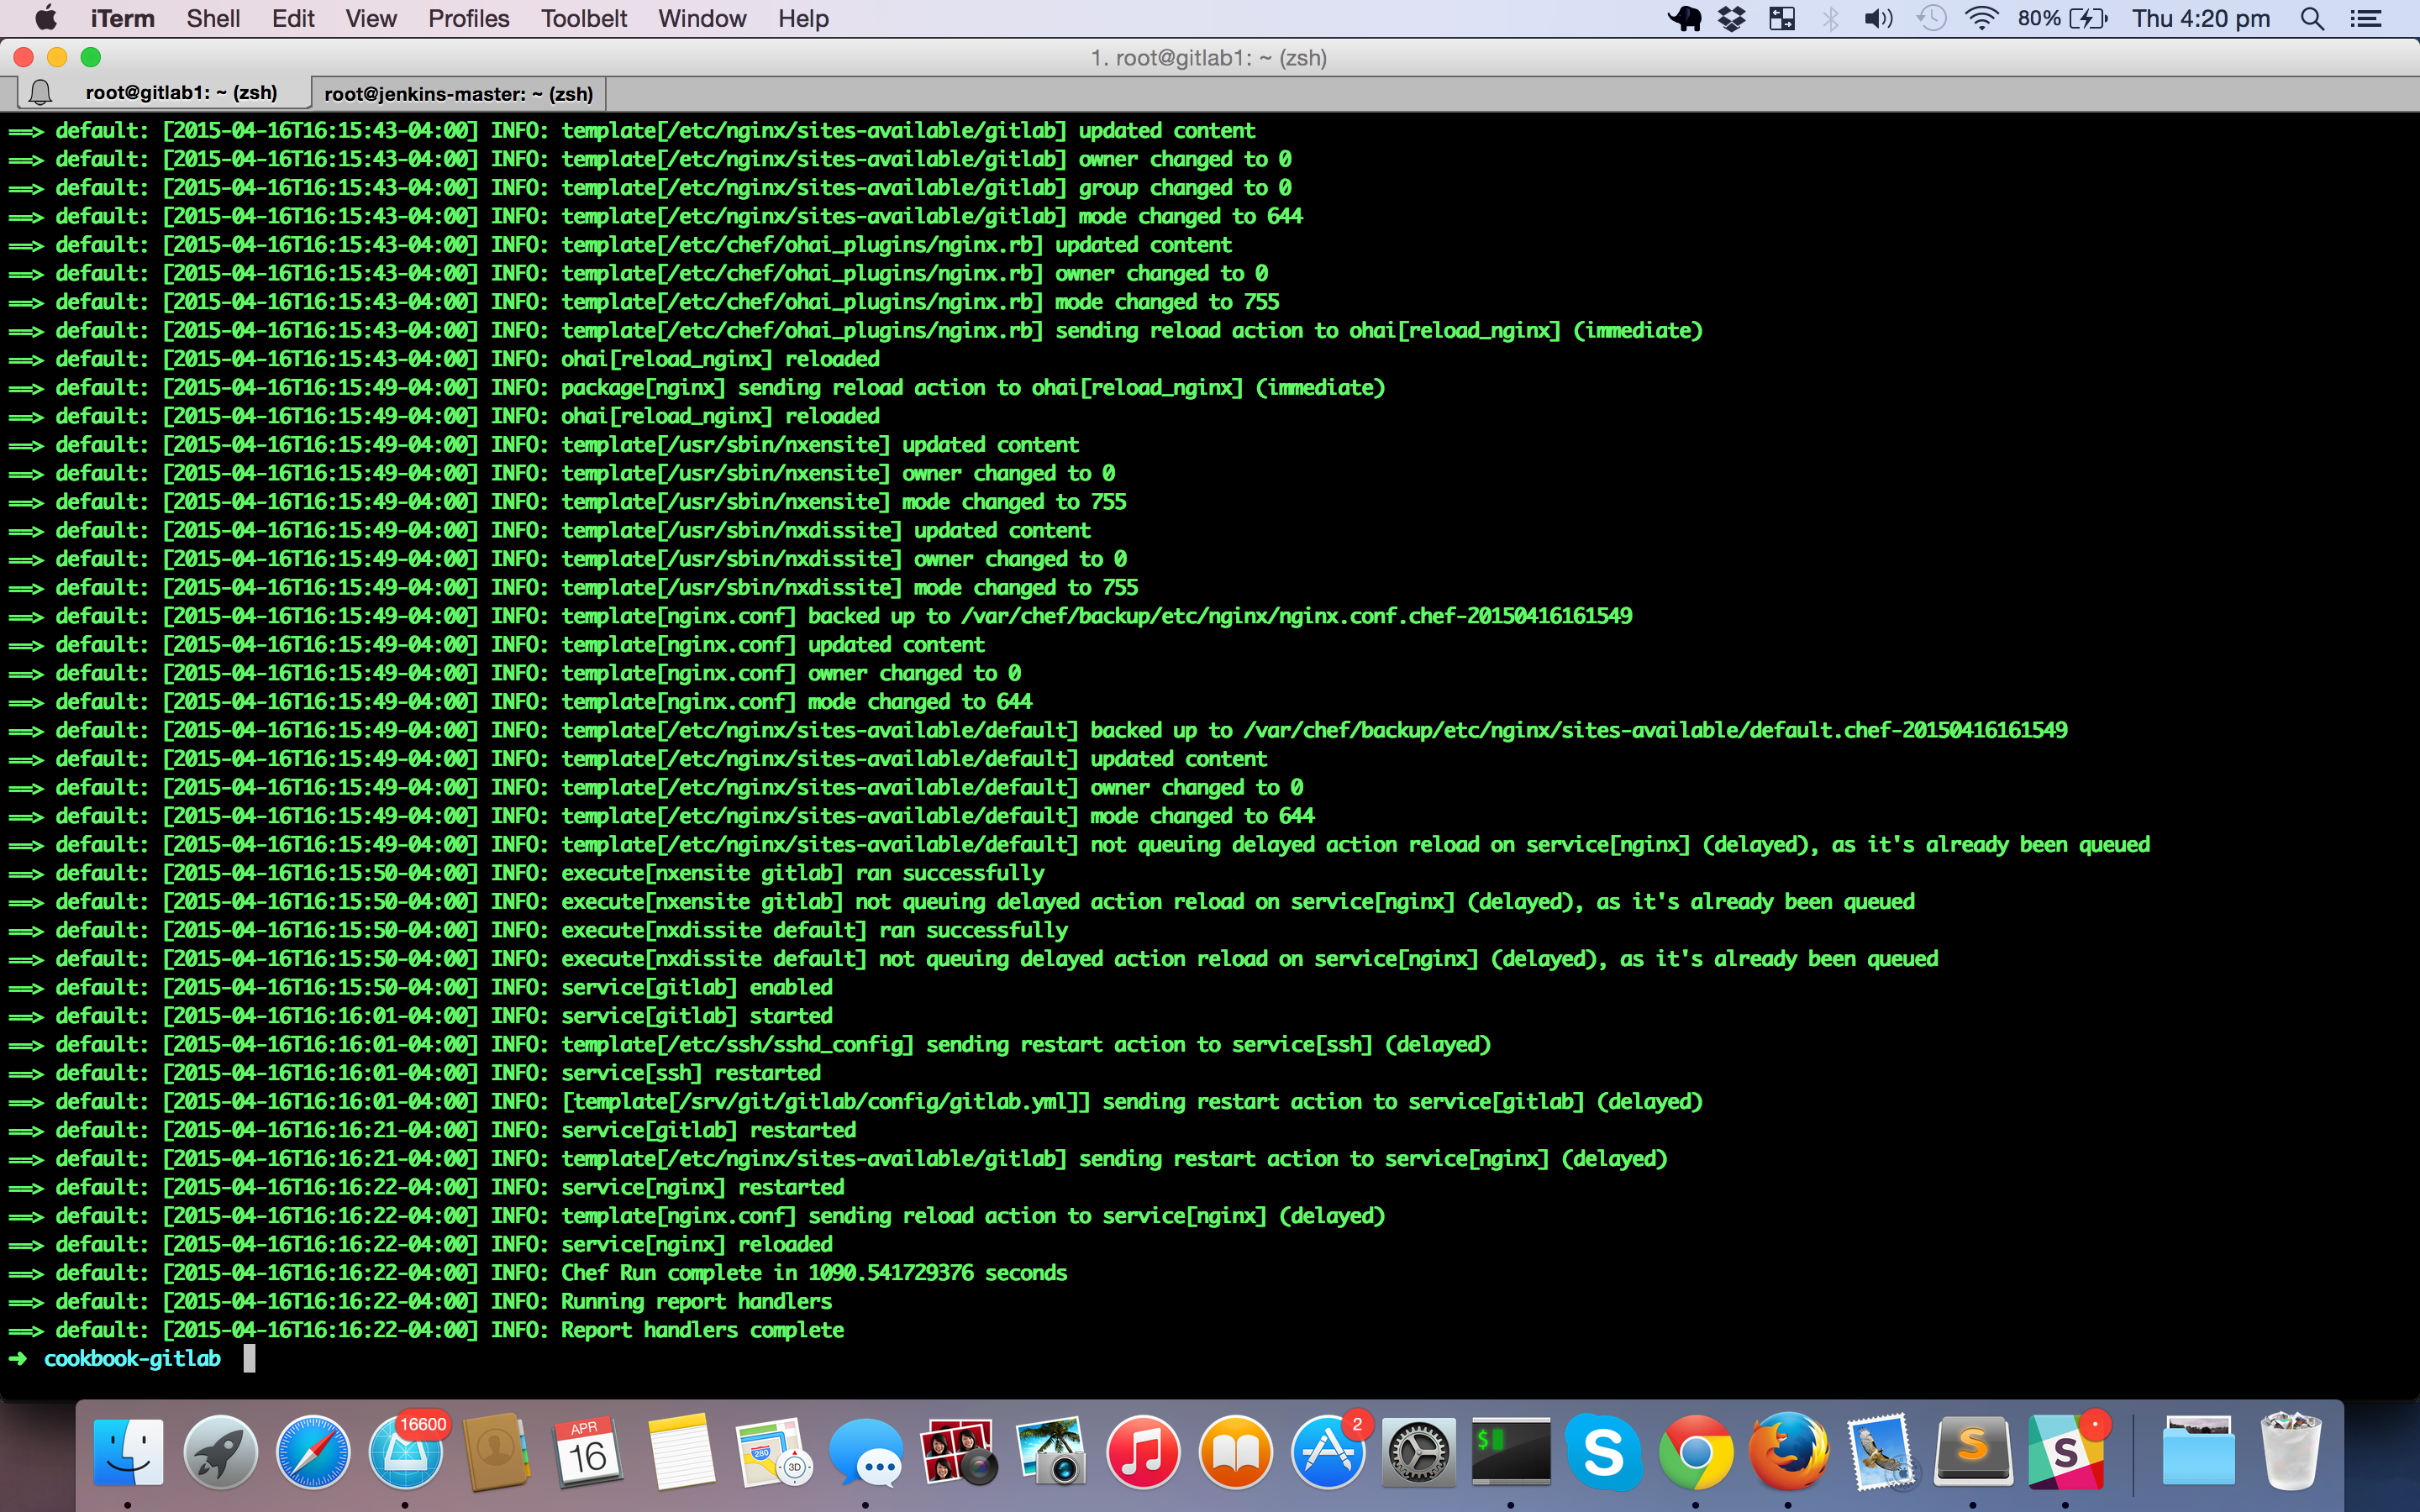 iTerm Shell Edit View Profiles Toolbelt Window Help 80% Thu 4:20 pm
1. root@gitlab1: ~ (zsh)
root@gitlab1: ~ (zsh) root@jenkins-master: ~ (zsh)
==> default: [2015-04-16T16:15:43-04:00] INFO: template[/etc/nginx/sites-available/gitlab] updated content
==> default: [2015-04-16T16:15:43-04:00] INFO: template[/etc/nginx/sites-available/gitlab] owner changed to 0
==> default: [2015-04-16T16:15:43-04:00] INFO: template[/etc/nginx/sites-available/gitlab] group changed to 0
==> default: [2015-04-16T16:15:43-04:00] INFO: template[/etc/nginx/sites-available/gitlab] mode changed to 644
==> default: [2015-04-16T16:15:43-04:00] INFO: template[/etc/chef/ohai_plugins/nginx.rb] updated content
==> default: [2015-04-16T16:15:43-04:00] INFO: template[/etc/chef/ohai_plugins/nginx.rb] owner changed to 0
==> default: [2015-04-16T16:15:43-04:00] INFO: template[/etc/chef/ohai_plugins/nginx.rb] mode changed to 755
==> default: [2015-04-16T16:15:43-04:00] INFO: template[/etc/chef/ohai_plugins/nginx.rb] sending reload action to ohai[reload_nginx] (immediate)
==> default: [2015-04-16T16:15:43-04:00] INFO: ohai[reload_nginx] reloaded
==> default: [2015-04-16T16:15:49-04:00] INFO: package[nginx] sending reload action to ohai[reload_nginx] (immediate)
==> default: [2015-04-16T16:15:49-04:00] INFO: ohai[reload_nginx] reloaded
==> default: [2015-04-16T16:15:49-04:00] INFO: template[/usr/sbin/nxensite] updated content
==> default: [2015-04-16T16:15:49-04:00] INFO: template[/usr/sbin/nxensite] owner changed to 0
==> default: [2015-04-16T16:15:49-04:00] INFO: template[/usr/sbin/nxensite] mode changed to 755
==> default: [2015-04-16T16:15:49-04:00] INFO: template[/usr/sbin/nxdissite] updated content
==> default: [2015-04-16T16:15:49-04:00] INFO: template[/usr/sbin/nxdissite] owner changed to 0
==> default: [2015-04-16T16:15:49-04:00] INFO: template[/usr/sbin/nxdissite] mode changed to 755
==> default: [2015-04-16T16:15:49-04:00] INFO: template[nginx.conf] backed up to /var/chef/backup/etc/nginx/nginx.conf.chef-20150416161549
==> default: [2015-04-16T16:15:49-04:00] INFO: template[nginx.conf] updated content
==> default: [2015-04-16T16:15:49-04:00] INFO: template[nginx.conf] owner changed to 0
==> default: [2015-04-16T16:15:49-04:00] INFO: template[nginx.conf] mode changed to 644
==> default: [2015-04-16T16:15:49-04:00] INFO: template[/etc/nginx/sites-available/default] backed up to /var/chef/backup/etc/nginx/sites-available/default.chef-20150416161549
==> default: [2015-04-16T16:15:49-04:00] INFO: template[/etc/nginx/sites-available/default] updated content
==> default: [2015-04-16T16:15:49-04:00] INFO: template[/etc/nginx/sites-available/default] owner changed to 0
==> default: [2015-04-16T16:15:49-04:00] INFO: template[/etc/nginx/sites-available/default] mode changed to 644
==> default: [2015-04-16T16:15:49-04:00] INFO: template[/etc/nginx/sites-available/default] not queuing delayed action reload on service[nginx] (delayed), as it's already been queued
==> default: [2015-04-16T16:15:50-04:00] INFO: execute[nxensite gitlab] ran successfully
==> default: [2015-04-16T16:15:50-04:00] INFO: execute[nxensite gitlab] not queuing delayed action reload on service[nginx] (delayed), as it's already been queued
==> default: [2015-04-16T16:15:50-04:00] INFO: execute[nxdissite default] ran successfully
==> default: [2015-04-16T16:15:50-04:00] INFO: execute[nxdissite default] not queuing delayed action reload on service[nginx] (delayed), as it's already been queued
==> default: [2015-04-16T16:15:50-04:00] INFO: service[gitlab] enabled
==> default: [2015-04-16T16:16:01-04:00] INFO: service[gitlab] started
==> default: [2015-04-16T16:16:01-04:00] INFO: template[/etc/ssh/sshd_config] sending restart action to service[ssh] (delayed)
==> default: [2015-04-16T16:16:01-04:00] INFO: service[ssh] restarted
==> default: [2015-04-16T16:16:01-04:00] INFO: [template[/srv/git/gitlab/config/gitlab.yml]] sending restart action to service[gitlab] (delayed)
==> default: [2015-04-16T16:16:21-04:00] INFO: service[gitlab] restarted
==> default: [2015-04-16T16:16:21-04:00] INFO: template[/etc/nginx/sites-available/gitlab] sending restart action to service[nginx] (delayed)
==> default: [2015-04-16T16:16:22-04:00] INFO: service[nginx] restarted
==> default: [2015-04-16T16:16:22-04:00] INFO: template[nginx.conf] sending reload action to service[nginx] (delayed)
==> default: [2015-04-16T16:16:22-04:00] INFO: service[nginx] reloaded
==> default: [2015-04-16T16:16:22-04:00] INFO: Chef Run complete in 1090.541729376 seconds
==> default: [2015-04-16T16:16:22-04:00] INFO: Running report handlers
==> default: [2015-04-16T16:16:22-04:00] INFO: Report handlers complete
➜ cookbook-gitlab
16600 APR 16 280 3D 2 $ S S S